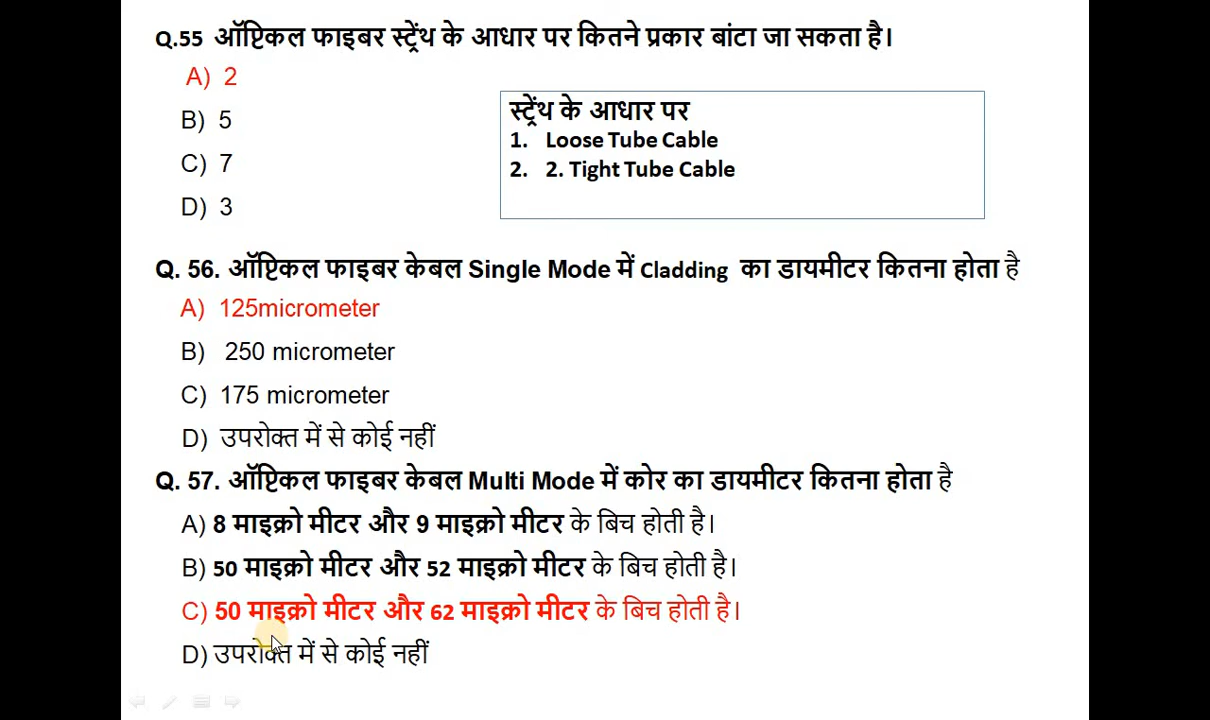 Q.55 ऑप्टिकल फाइबर स्ट्रेंथ के आधार पर कितने प्रकार बांटा जा सकता है।
A) 2
B) 5
C) 7
D) 3
स्ट्रेंथ के आधार पर
1. Loose Tube Cable
2. 2. Tight Tube Cable
Q. 56. ऑप्टिकल फाइबर केबल Single Mode में Cladding का डायमीटर कितना होता है
A) 125micrometer
B) 250 micrometer
C) 175 micrometer
D) उपरोक्त में से कोई नहीं
Q. 57. ऑप्टिकल फाइबर केबल Multi Mode में कोर का डायमीटर कितना होता है
A) 8 माइक्रो मीटर और 9 माइक्रो मीटर के बिच होती है।
B) 50 माइक्रो मीटर और 52 माइक्रो मीटर के बिच होती है।
C) 50 माइक्रो मीटर और 62 माइक्रो मीटर के बिच होती है।
D) उपरोक्त में से कोई नहीं